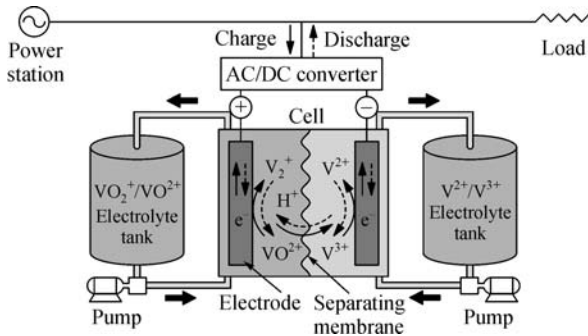 Power
station
Charge
Discharge
Load
AC/DC converter
+
−
Cell
VO₂⁺/VO²⁺
Electrolyte
tank
V₂⁺
V²⁺
H⁺
e⁻
e⁻
VO²⁺
V³⁺
V²⁺/V³⁺
Electrolyte
tank
Pump
Electrode
Separating
membrane
Pump